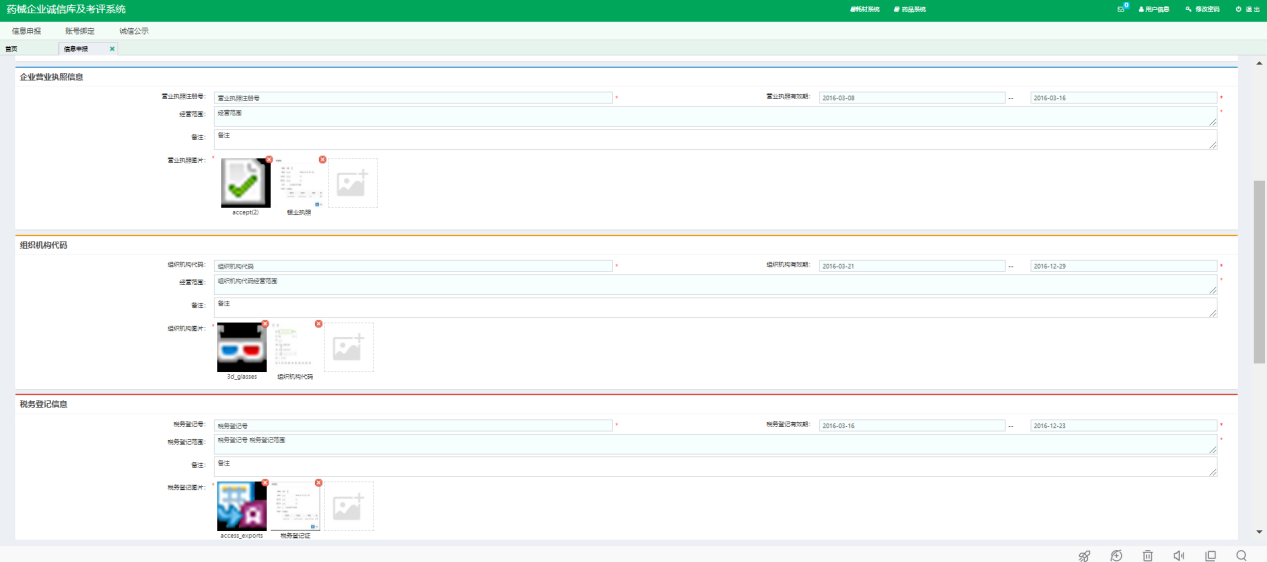 药械企业诚信库及考评系统 耗材系统 药品系统 0 用户信息 修改密码 退出
信息申报 账号绑定 诚信公示
首页 信息申报 ×
企业营业执照信息
营业执照注册号: 营业执照注册号 * 营业执照有效期: 2016-03-08 -- 2016-03-16 *
经营范围: 经营范围 *
备注: 备注
营业执照图片: *
accept(2) 营业执照
组织机构代码
组织机构代码: 组织机构代码 * 组织机构有效期: 2016-03-21 -- 2016-12-29 *
经营范围: 组织机构代码经营范围 *
备注: 备注
组织机构图片: *
3d_glasses 组织机构代码
税务登记信息
税务登记号: 税务登记号 * 税务登记有效期: 2016-03-16 -- 2016-12-23 *
税务登记范围: 税务登记号 税务登记范围 *
备注: 备注
税务登记图片: *
access_exports 税务登记证